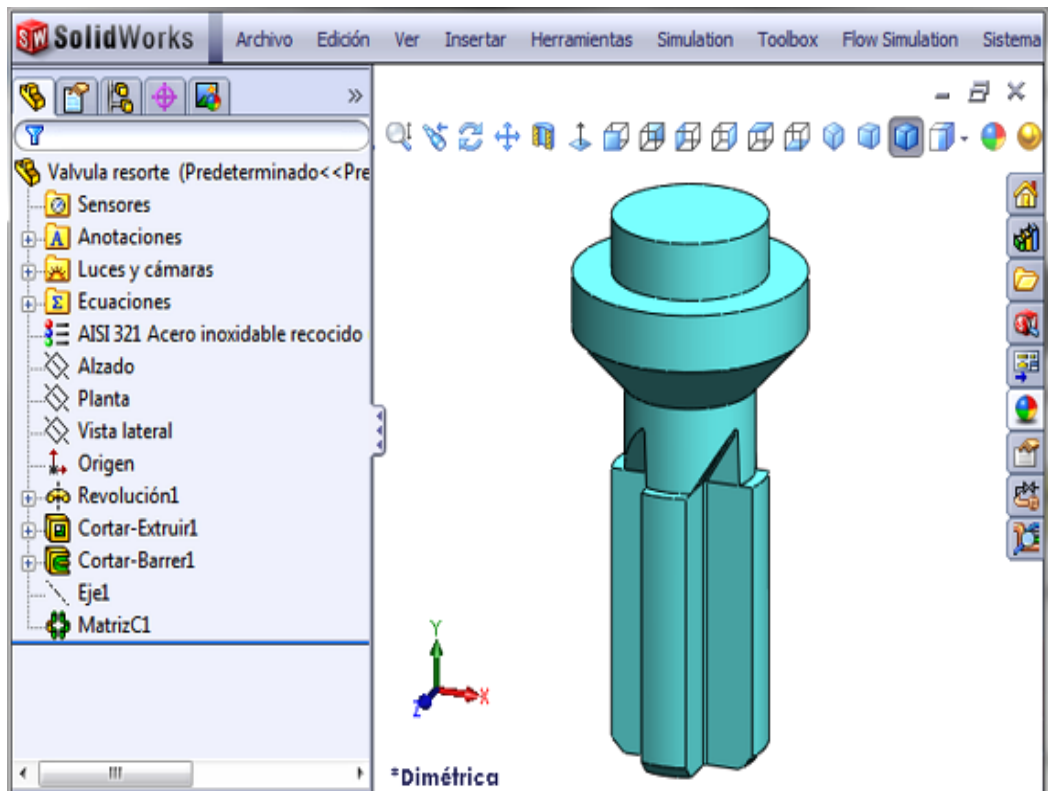 SolidWorks Archivo Edición Ver Insertar Herramientas Simulation Toolbox Flow Simulation Sistema
Valvula resorte (Predeterminado<<Pre
Sensores
Anotaciones
Luces y cámaras
Ecuaciones
AISI 321 Acero inoxidable recocido
Alzado
Planta
Vista lateral
Origen
Revolución1
Cortar-Extruir1
Cortar-Barrer1
Eje1
MatrizC1
Y
X
Z
*Dimétrica